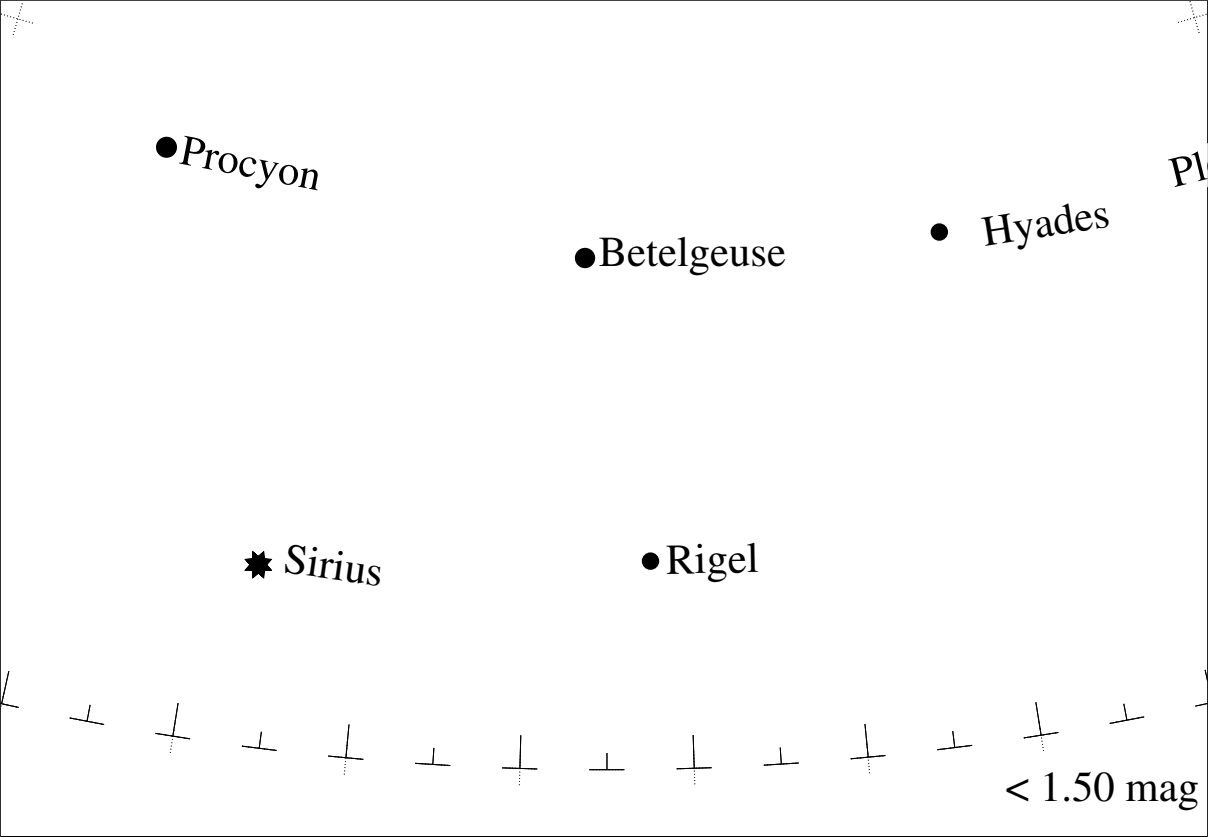 Procyon
Hyades
Betelgeuse
Sirius
Rigel
< 1.50 mag